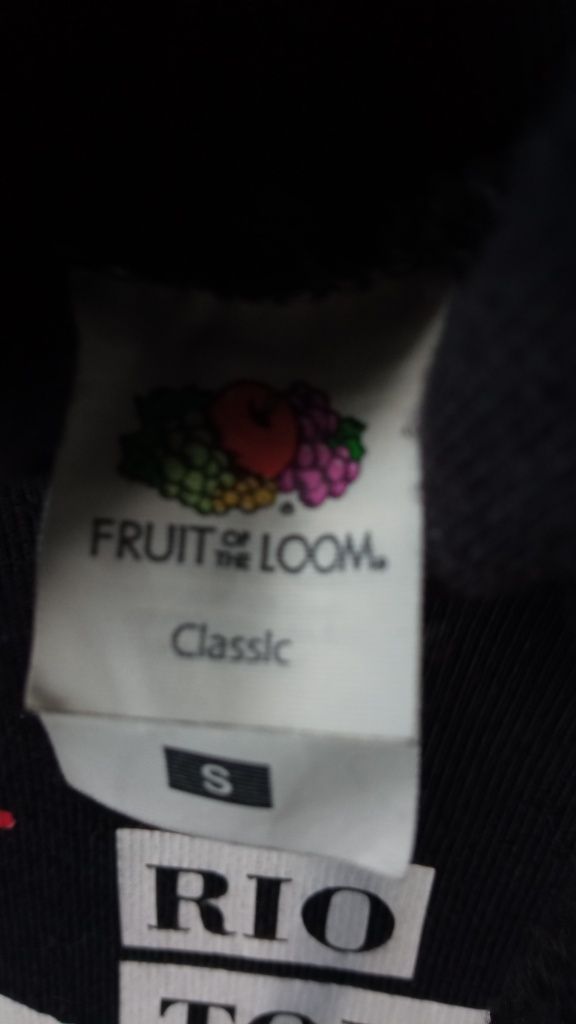 FRUIT OF THE LOOM.
Classic
S
RIO